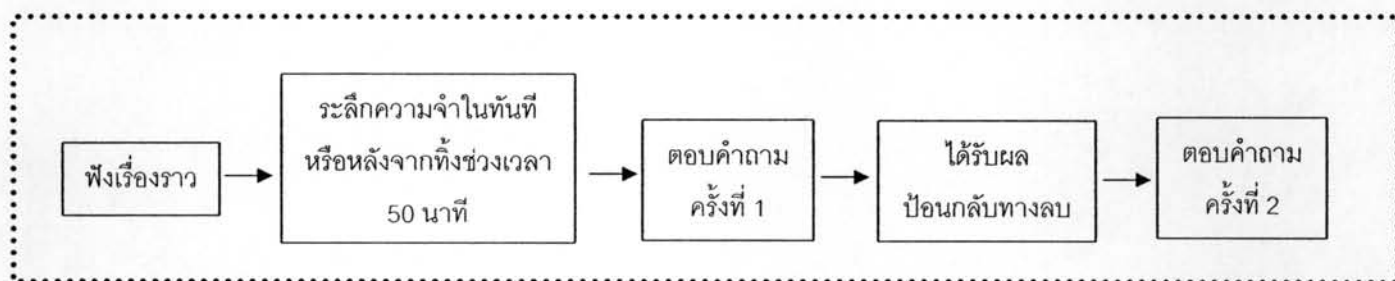 ฟังเรื่องราว
ระลึกความจำในทันที
หรือหลังจากทิ้งช่วงเวลา
50 นาที
ตอบคำถาม
ครั้งที่ 1
ได้รับผล
ป้อนกลับทางลบ
ตอบคำถาม
ครั้งที่ 2